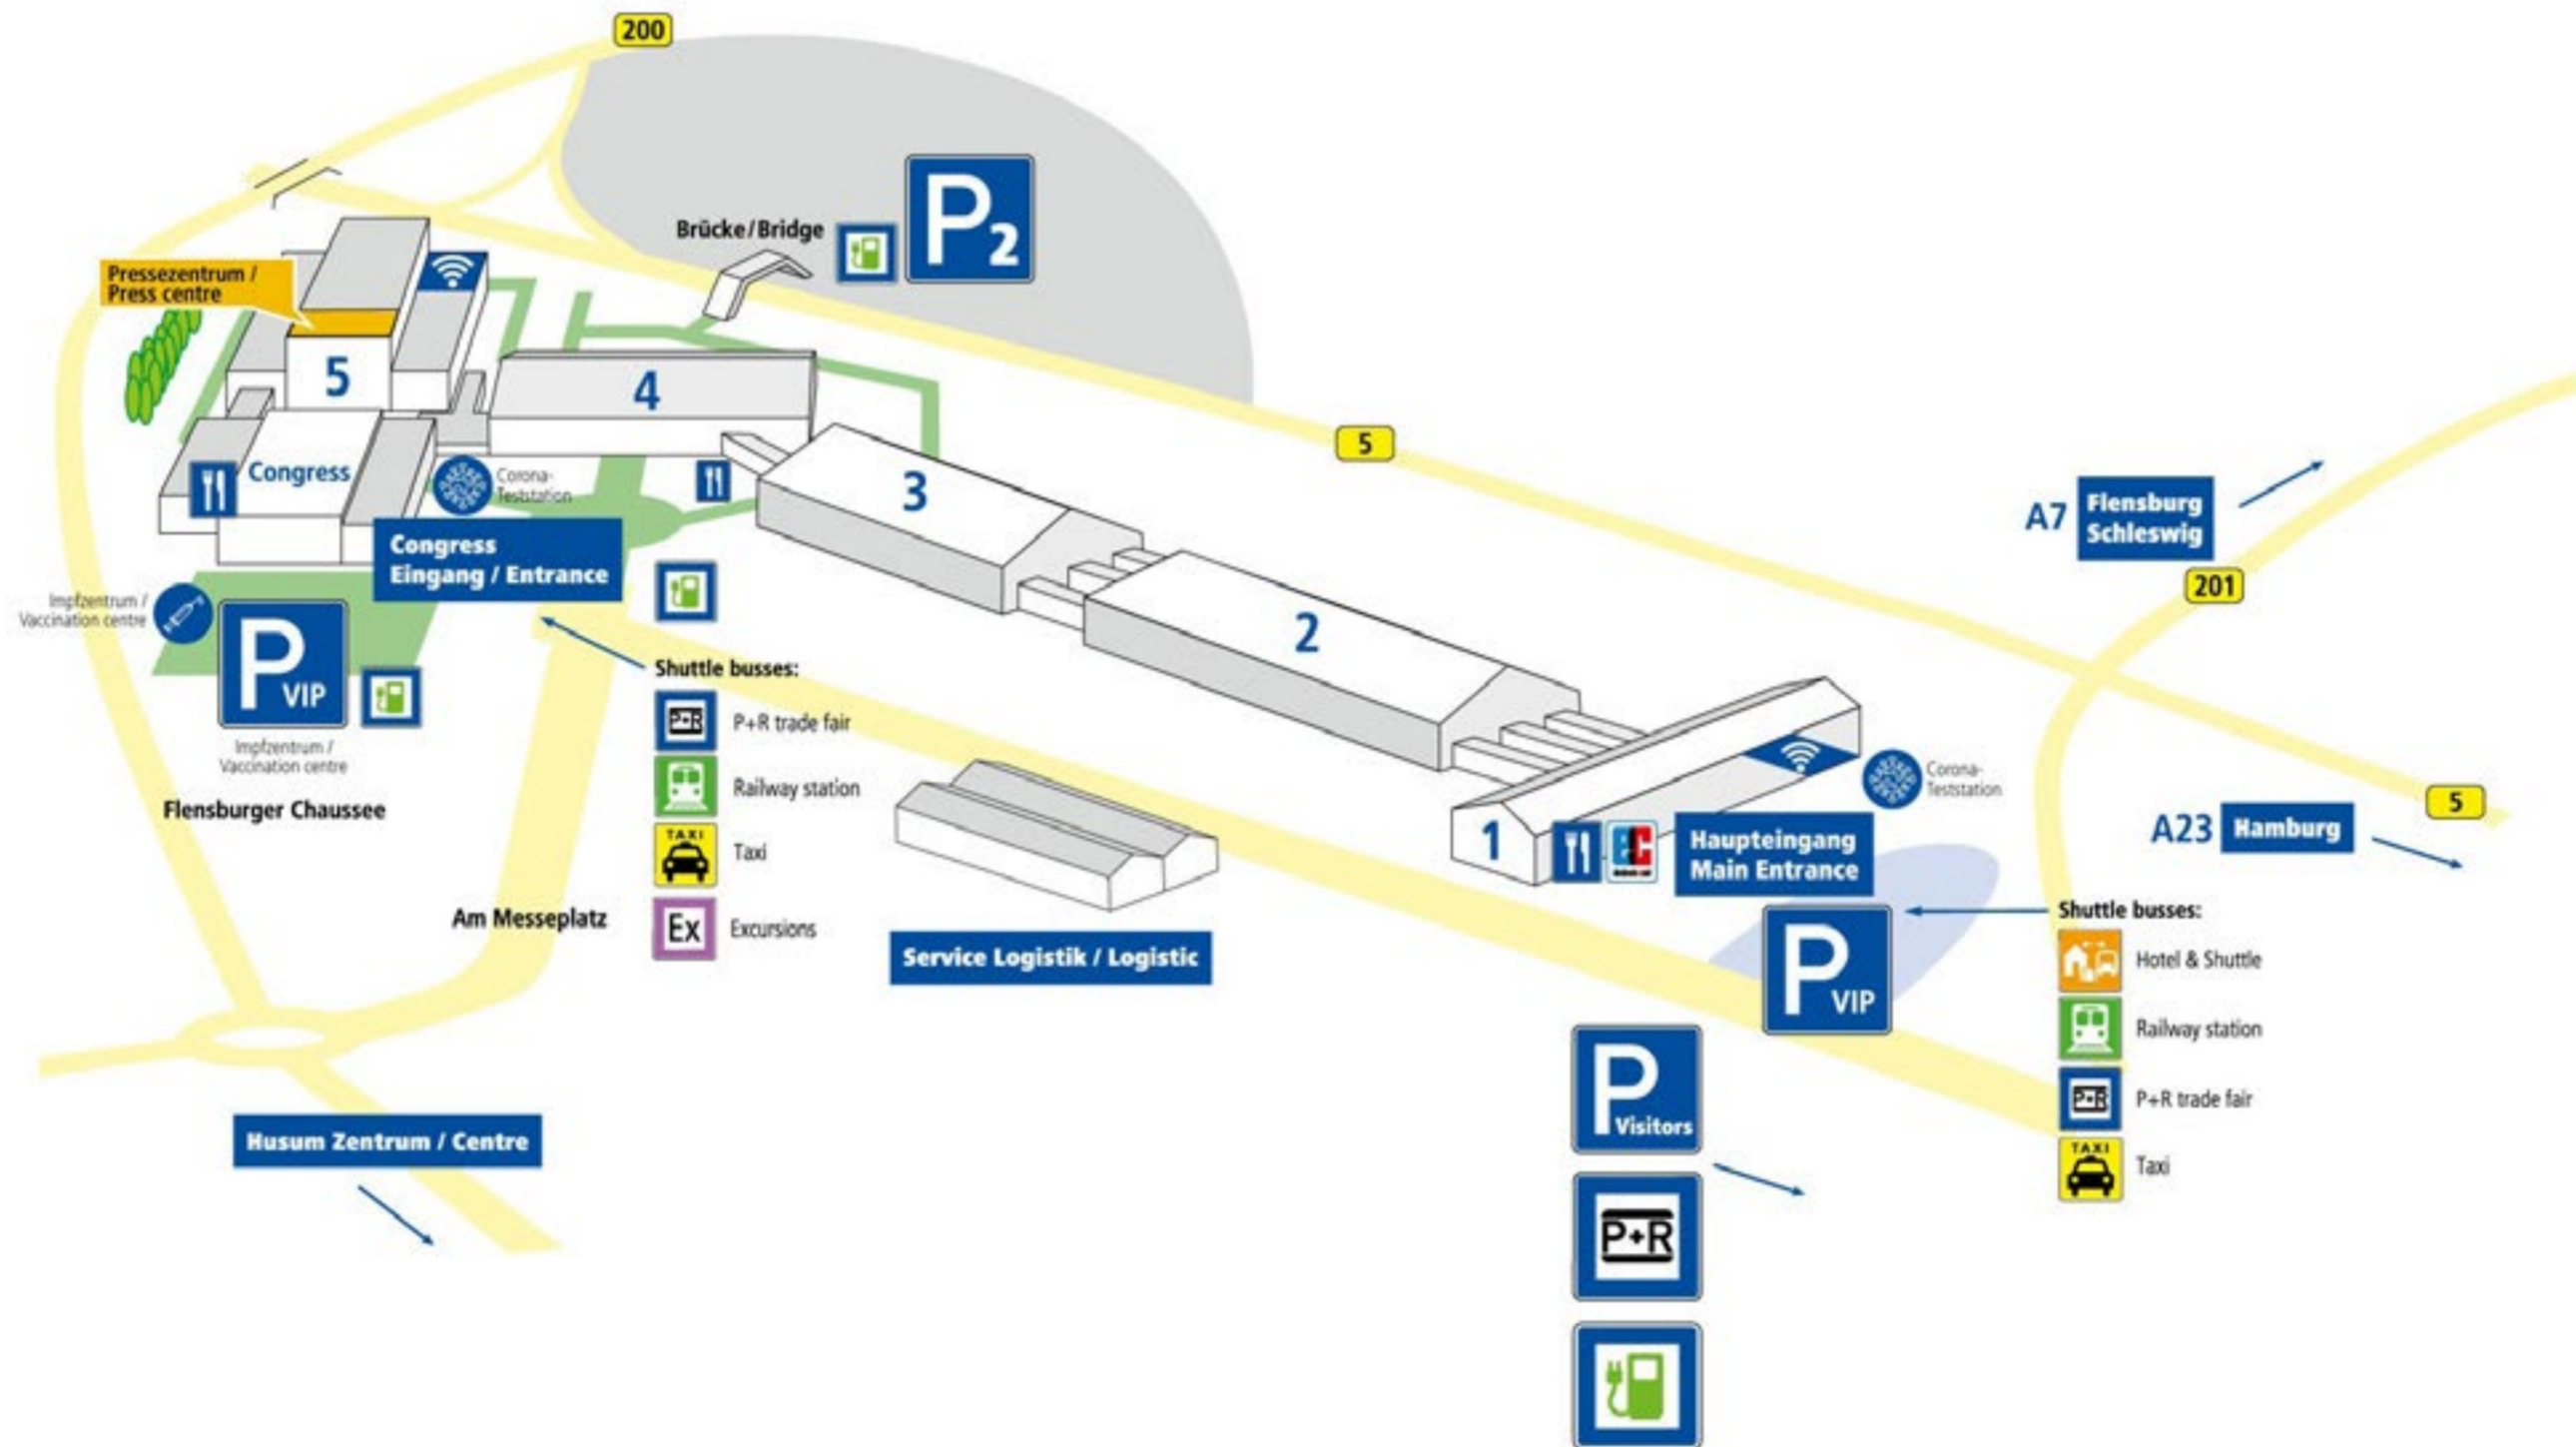 200
Brücke/Bridge
P2
Pressezentrum /
Press centre
5
4
Congress
Corona-
Teststation
3
5
A7
Flensburg
Schleswig
201
Congress
Eingang / Entrance
Impfzentrum /
Vaccination centre
P VIP
Impfzentrum /
Vaccination centre
Flensburger Chaussee
2
Shuttle busses:
P+R
P+R trade fair
Railway station
TAXI
Taxi
Ex
Excursions
Am Messeplatz
Service Logistik / Logistic
1
EC
Haupteingang
Main Entrance
Corona-
Teststation
5
A23
Hamburg
P VIP
Shuttle busses:
Hotel & Shuttle
Railway station
P+R
P+R trade fair
TAXI
Taxi
P
Visitors
P+R
Husum Zentrum / Centre